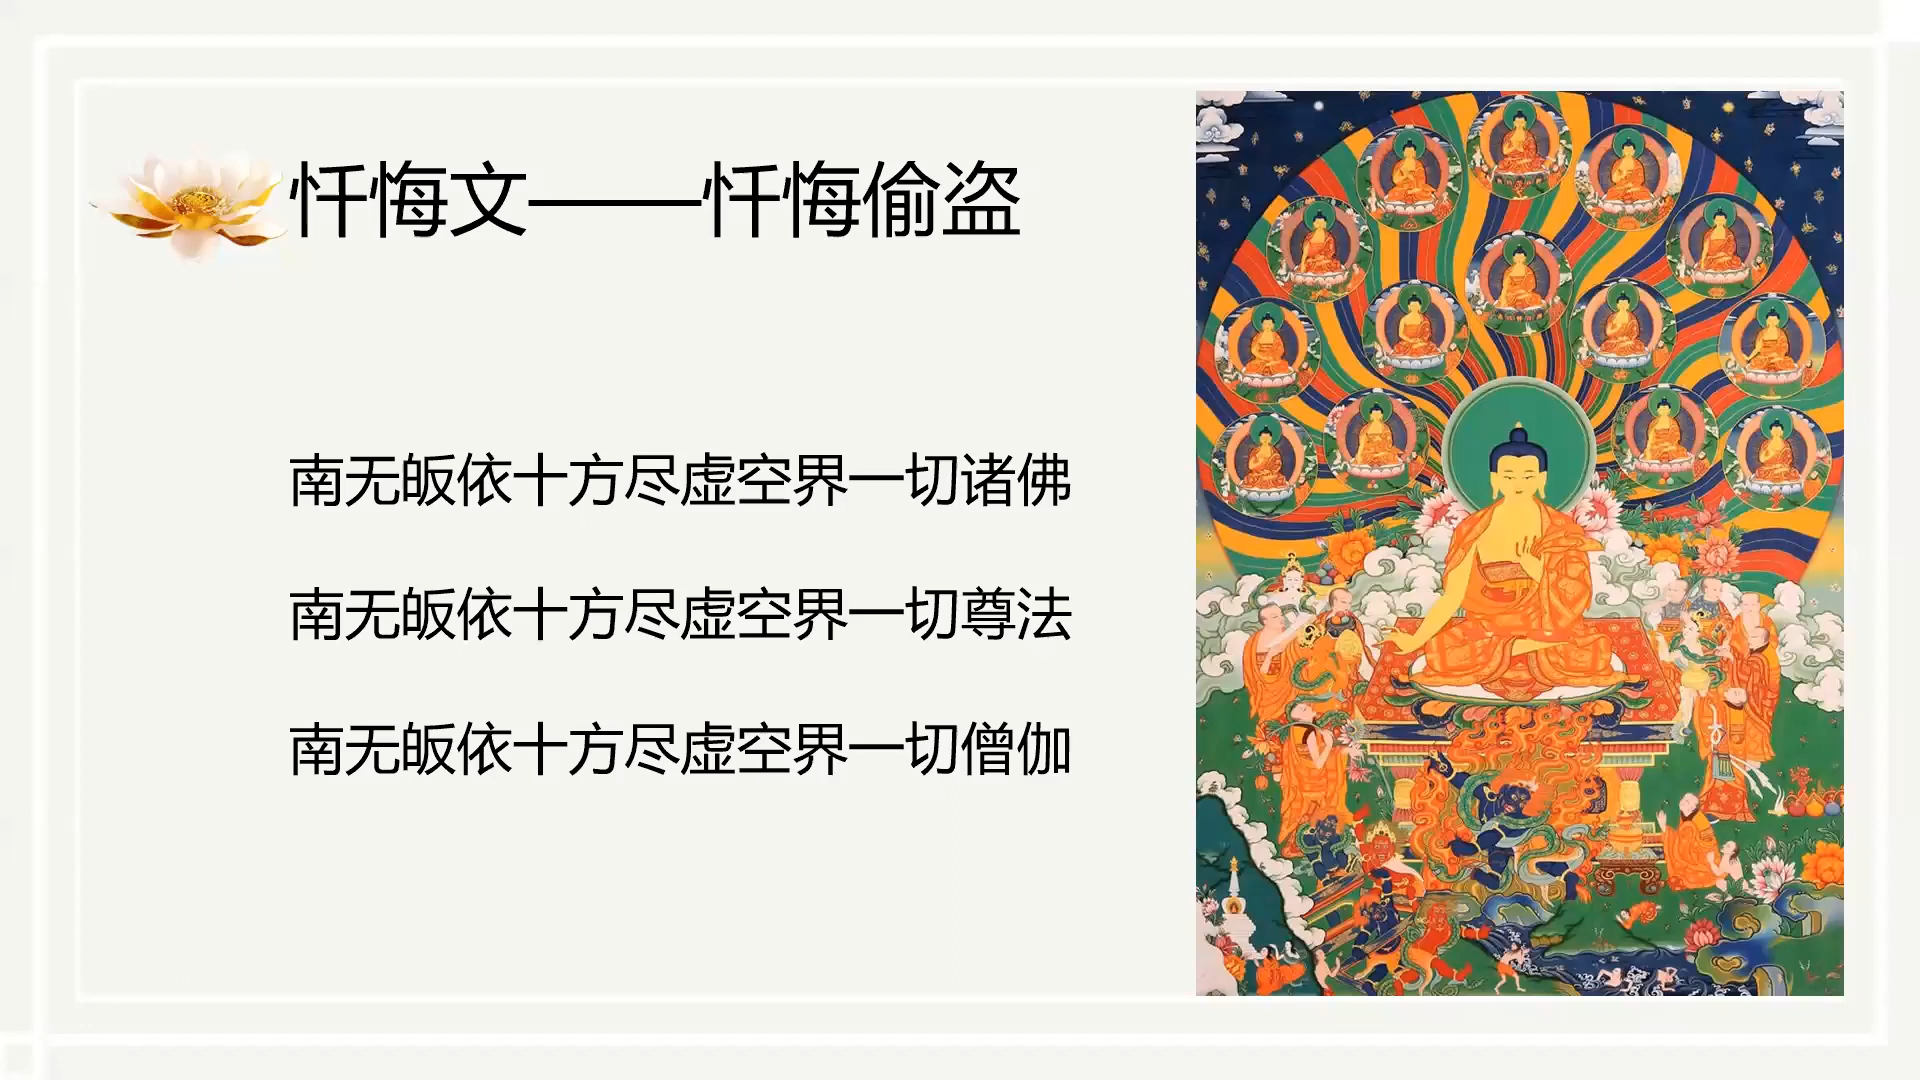 忏悔文——忏悔偷盗
南无皈依十方尽虚空界一切诸佛
南无皈依十方尽虚空界一切尊法
南无皈依十方尽虚空界一切僧伽